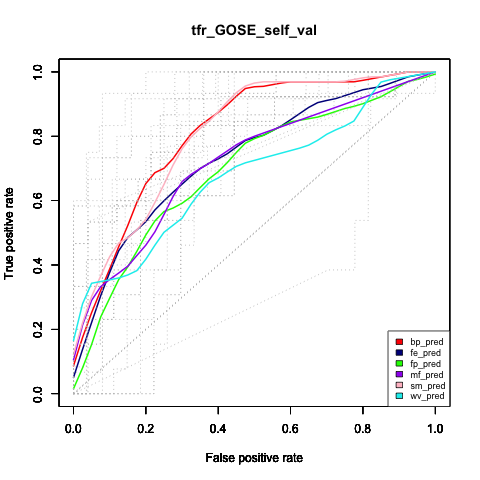 tfr_GOSE_self_val
True positive rate
1.0
0.8
0.6
0.4
0.2
0.0
bp_pred
fe_pred
fp_pred
mf_pred
sm_pred
wv_pred
0.0 0.2 0.4 0.6 0.8 1.0
False positive rate